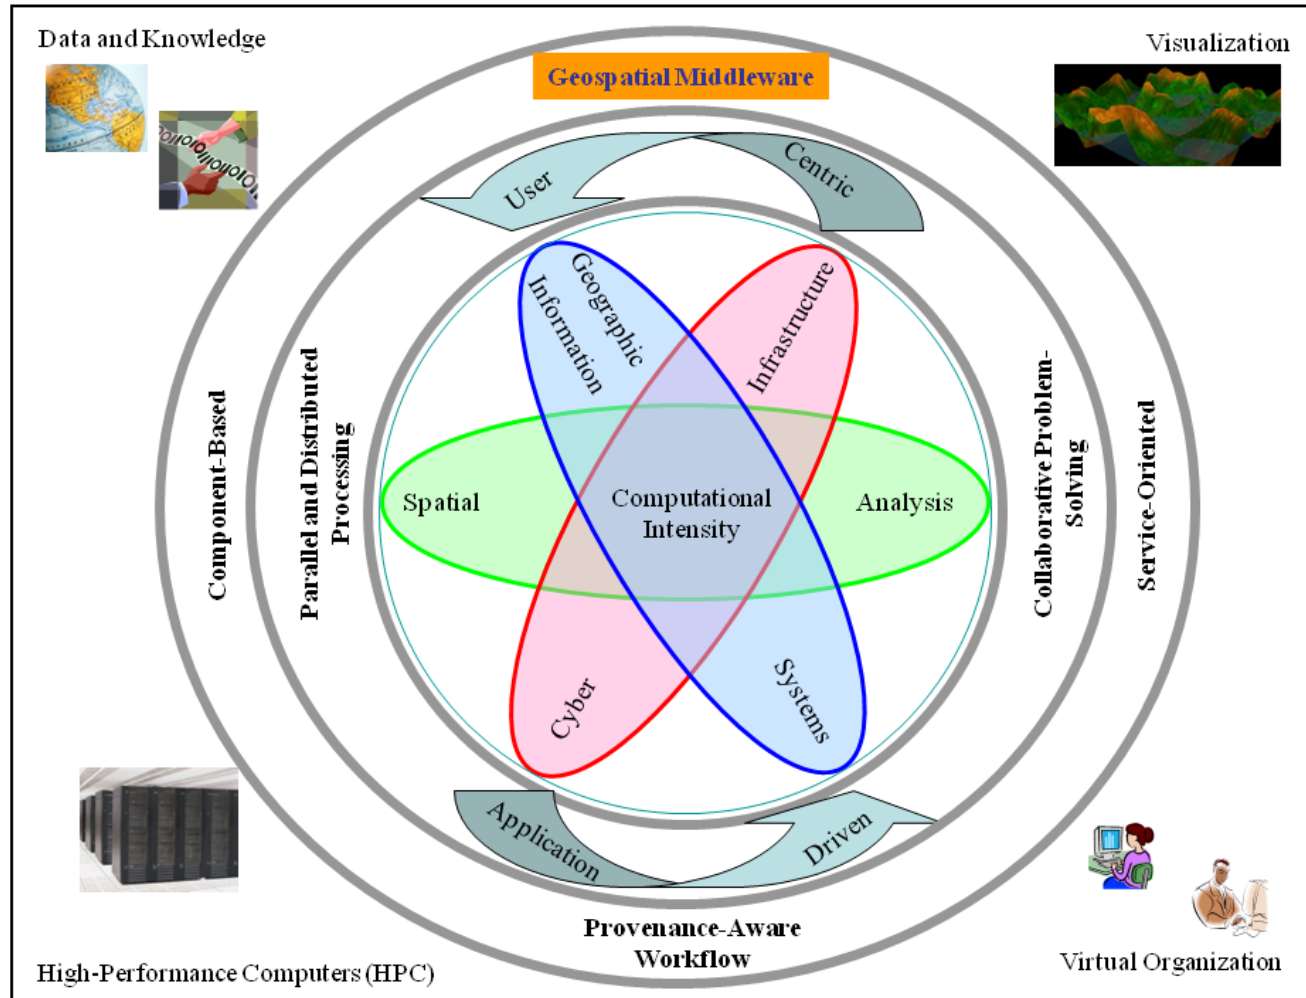 Data and Knowledge
Visualization
Geospatial Middleware
User
Centric
Geographic
Information
Infrastructure
Component-Based
Parallel and Distributed
Processing
Spatial
Computational
Intensity
Analysis
Collaborative Problem-
Solving
Service-Oriented
Cyber
Systems
Application
Driven
Provenance-Aware
Workflow
High-Performance Computers (HPC)
Virtual Organization